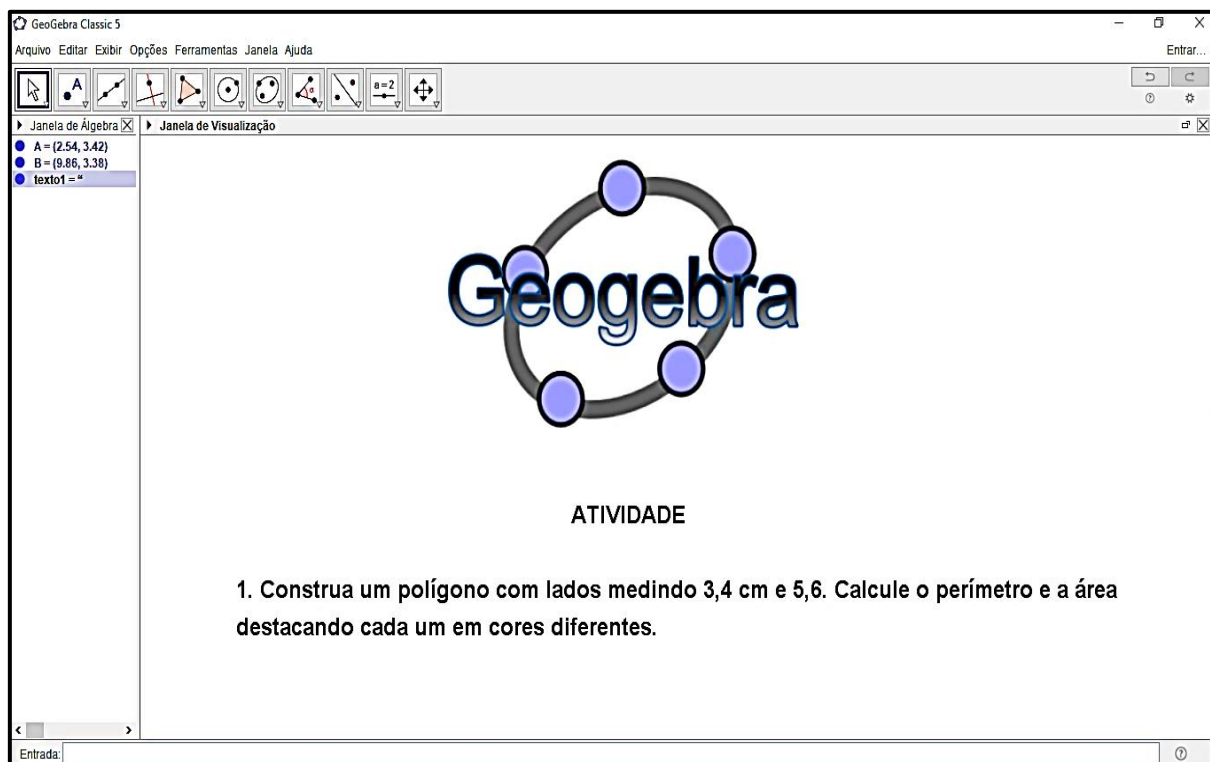 GeoGebra Classic 5
Arquivo Editar Exibir Opções Ferramentas Janela Ajuda
Entrar...
A
α
a=2
Janela de Álgebra
Janela de Visualização
A = (2.54, 3.42)
B = (9.86, 3.38)
texto1 = “
Geogebra
ATIVIDADE
1. Construa um polígono com lados medindo 3,4 cm e 5,6. Calcule o perímetro e a área
destacando cada um em cores diferentes.
Entrada: